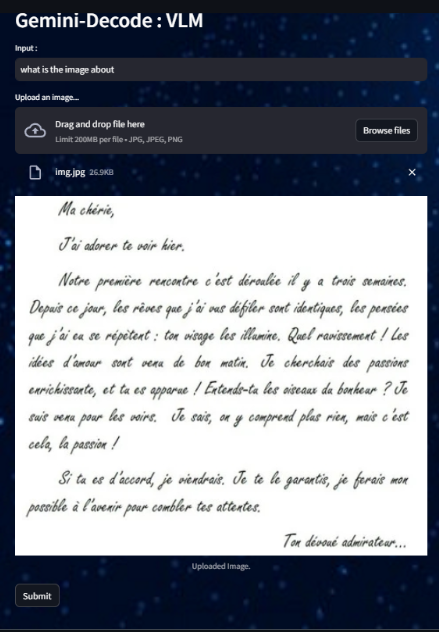 Gemini-Decode : VLM
Input :
what is the image about
Upload an image...
Drag and drop file here
Limit 200MB per file • JPG, JPEG, PNG
Browse files
img.jpg 26.9KB
Ma chérie,
J'ai adorer te voir hier.
Notre première rencontre c'est déroulée il y a trois semaines.
Depuis ce jour, les rêves que j'ai vus défiler sont identiques, les pensées
que j'ai eu se répètent : ton visage les illumine. Quel ravissement ! Les
idées d'amour sont venu de bon matin. Je cherchais des passions
enrichissante, et tu es apparue ! Entends-tu les oiseaux du bonheur ? Je
suis venu pour les voirs. Je sais, on y comprend plus rien, mais c'est
cela, la passion !
Si tu es d'accord, je viendrais. Je te le garantis, je ferais mon
possible à l'avenir pour combler tes attentes.
Ton dévoué admirateur...
Uploaded Image.
Submit